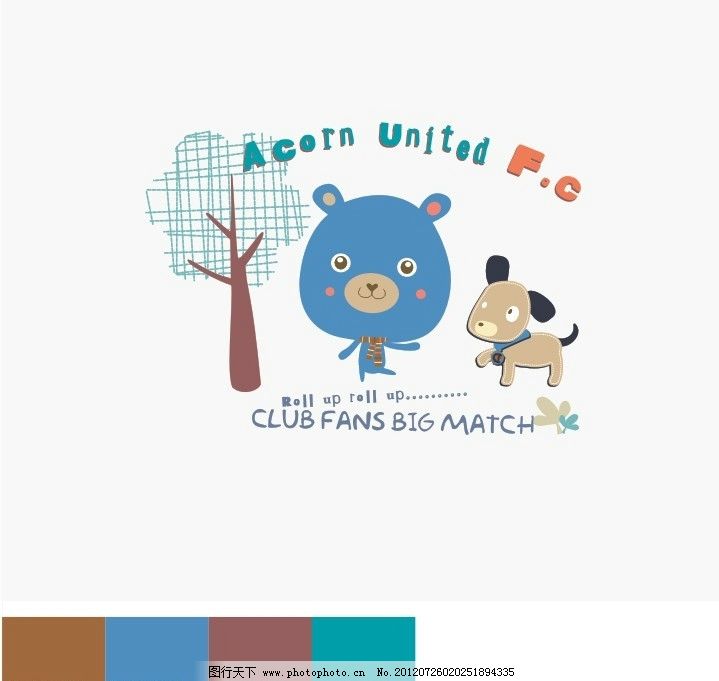 Acorn United F.c
Roll up roll up..........
CLUB FANS BIG MATCH
图行天下 www.photophoto.cn No.20120726020251894335